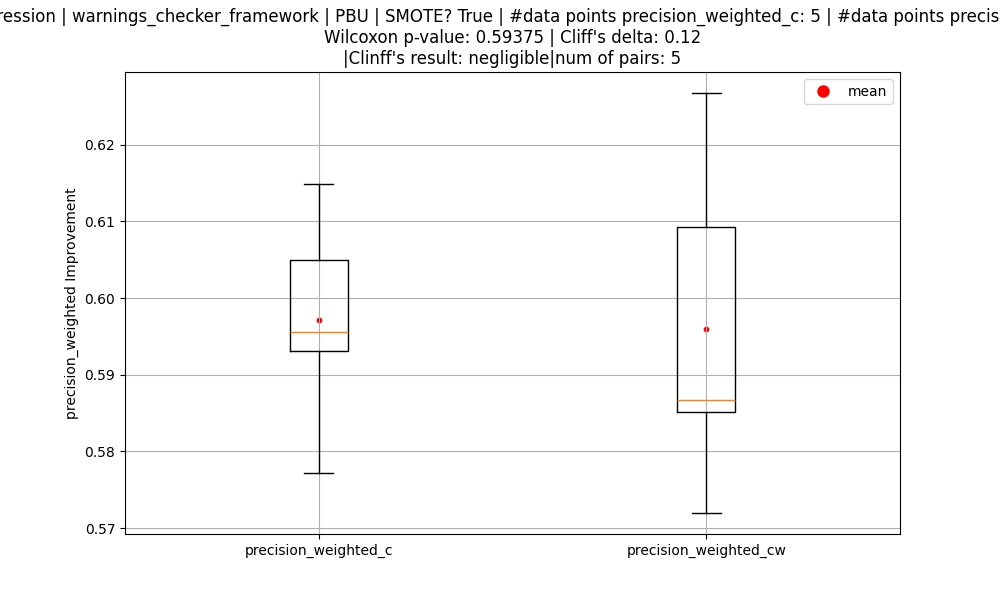 ression | warnings_checker_framework | PBU | SMOTE? True | #data points precision_weighted_c: 5 | #data points precis
Wilcoxon p-value: 0.59375 | Cliff's delta: 0.12
|Clinff's result: negligible|num of pairs: 5
mean
0.62
0.61
0.60
0.59
0.58
0.57
precision_weighted Improvement
precision_weighted_c
precision_weighted_cw